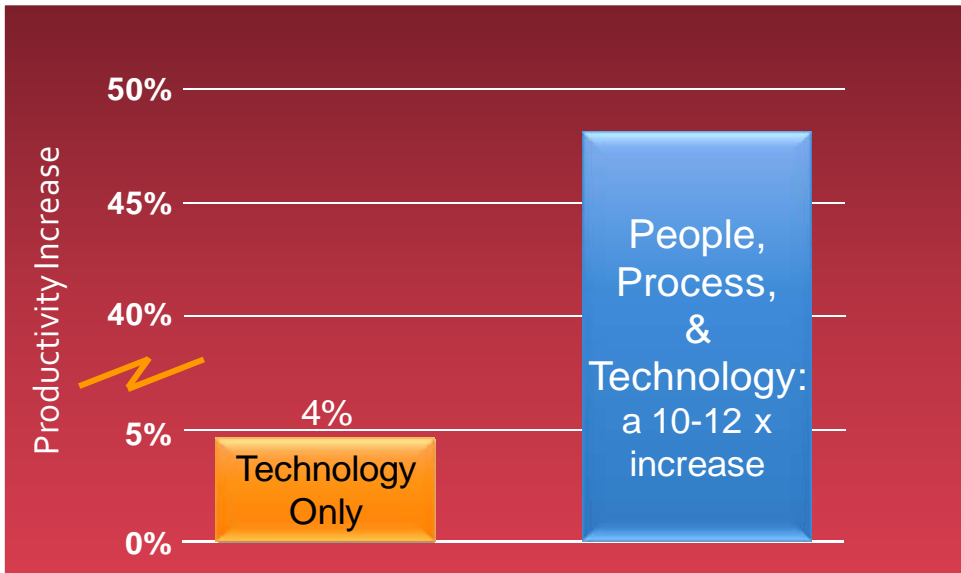 50%
45%
40%
5%
0%
Productivity Increase
4%
Technology
Only
People,
Process,
&
Technology:
a 10-12 x
increase